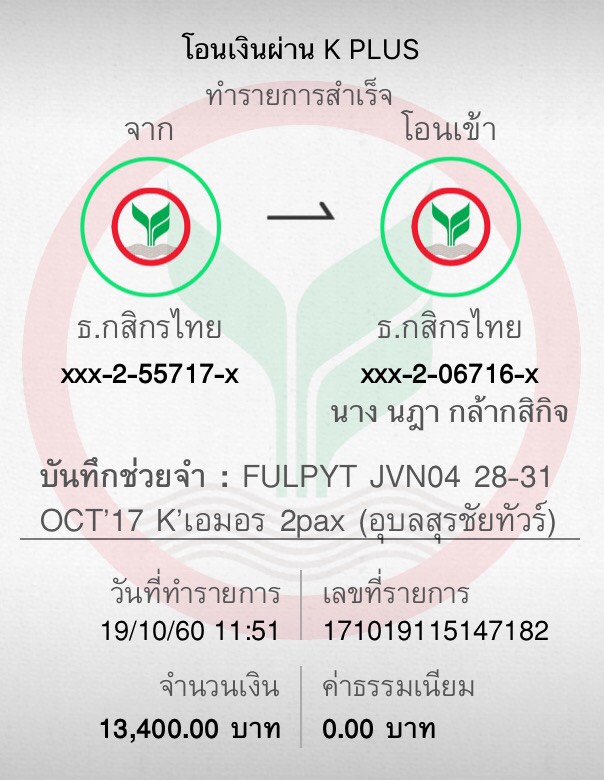 โอนเงินผ่าน K PLUS
ทำรายการสำเร็จ
จาก
โอนเข้า
ธ.กสิกรไทย
ธ.กสิกรไทย
xxx-2-55717-x
xxx-2-06716-x
นาง นฎา กล้ากสิกิจ
บันทึกช่วยจำ : FULPYT JVN04 28-31
OCT'17 K'เอมอร 2pax (อุบลสุรชัยทัวร์)
วันที่ทำรายการ
เลขที่รายการ
19/10/60 11:51
171019115147182
จำนวนเงิน
ค่าธรรมเนียม
13,400.00 บาท
0.00 บาท